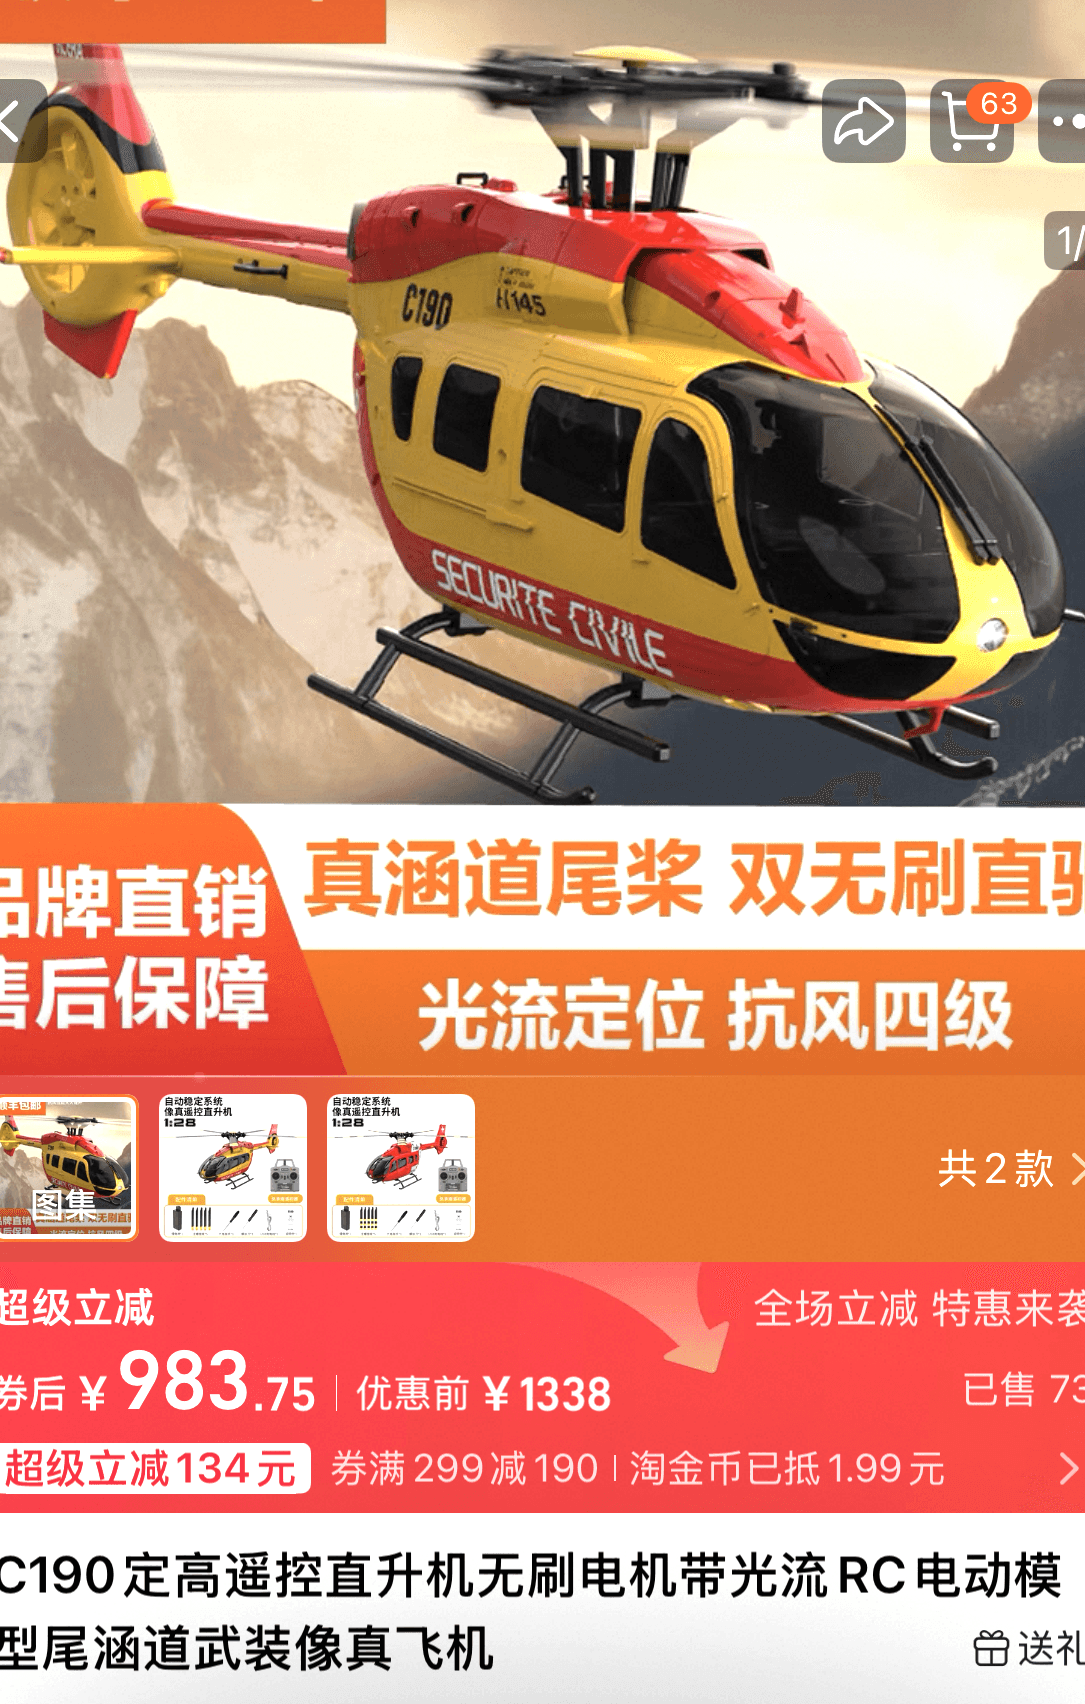 63
1/
C190
H145
SECURITE CIVILE
品牌直销
售后保障
真涵道尾桨 双无刷直驱
光流定位 抗风四级
图集
自动稳定系统
像真遥控直升机
1:28
自动稳定系统
像真遥控直升机
1:28
共2款
超级立减
全场立减 特惠来袭
券后 ¥983.75
优惠前 ¥1338
已售 73
超级立减134元
券满299减190
淘金币已抵1.99元
C190定高遥控直升机无刷电机带光流RC电动模
型尾涵道武装像真飞机
送礼